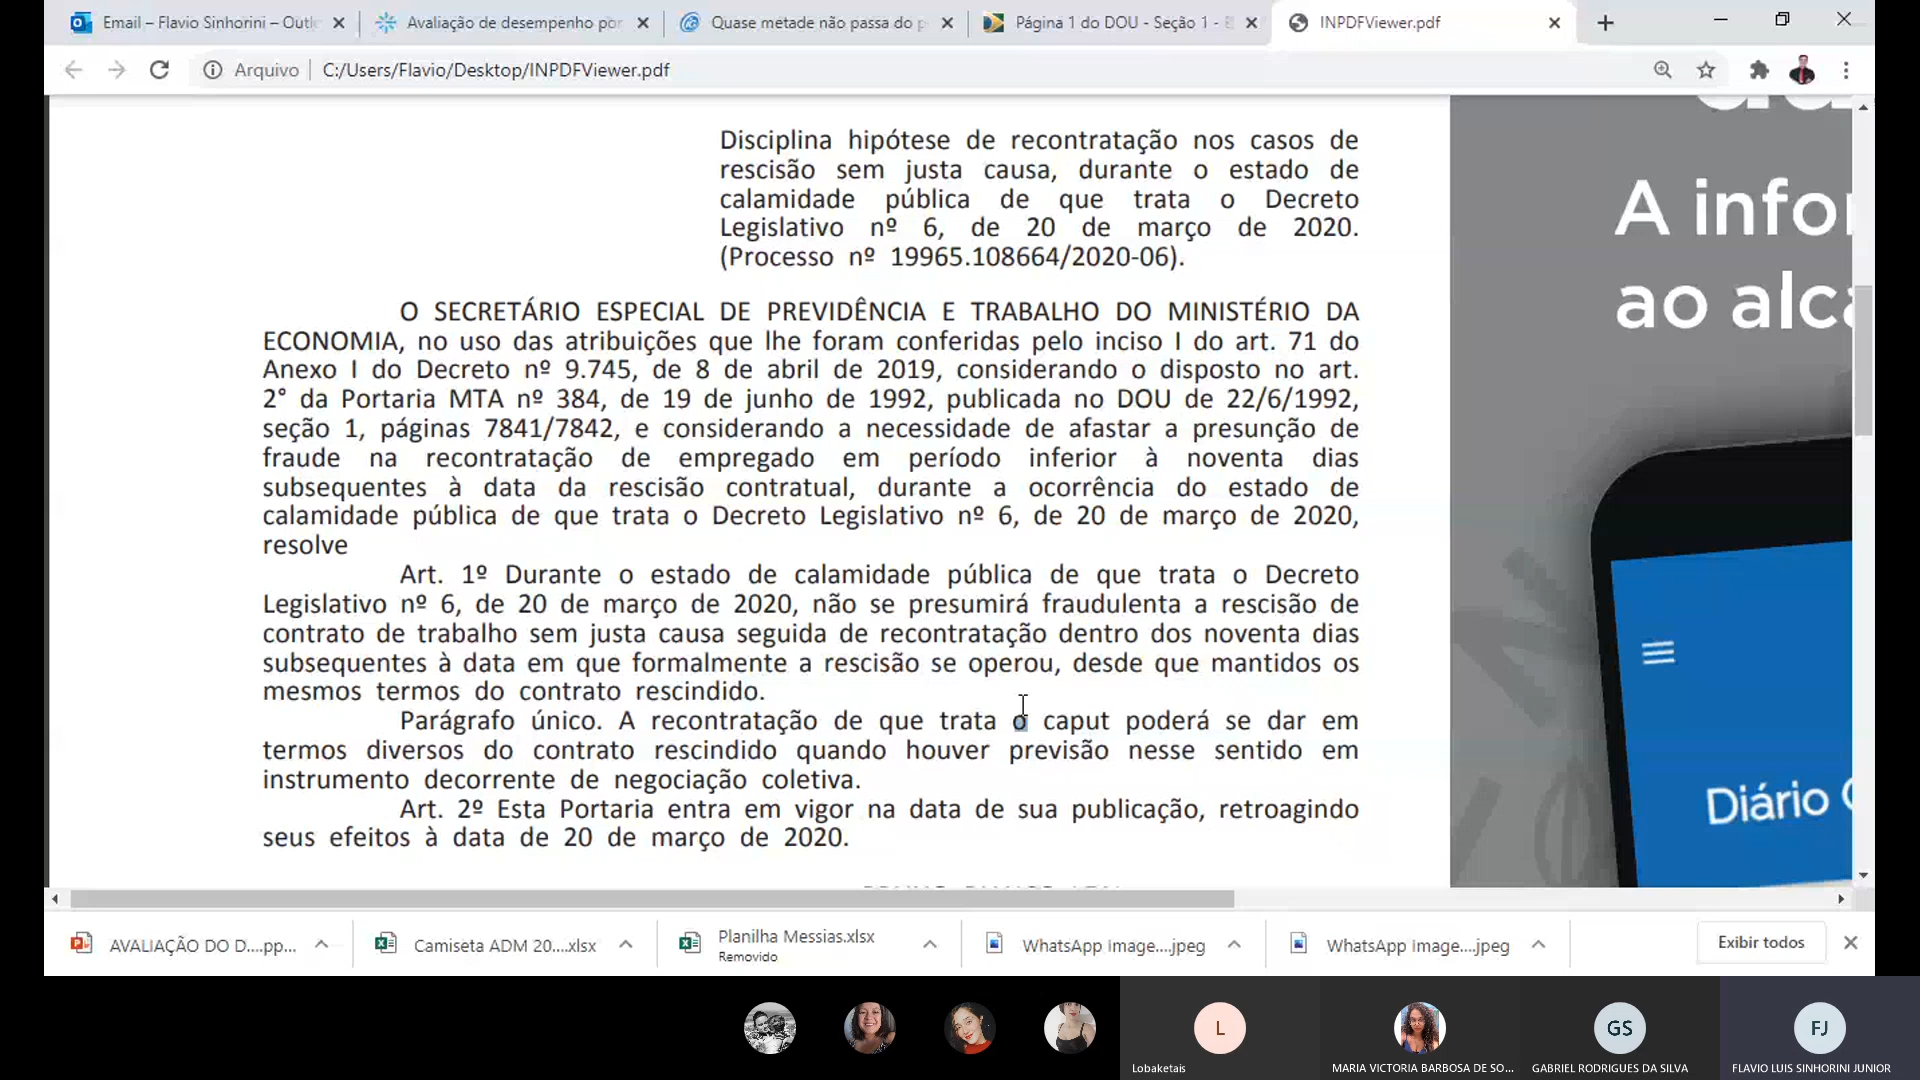 Email – Flavio Sinhorini – Outl
Avaliação de desempenho por
Quase metade não passa do p
Página 1 do DOU - Seção 1 -
INPDFViewer.pdf
Arquivo
C:/Users/Flavio/Desktop/INPDFViewer.pdf
Disciplina hipótese de recontratação nos casos de
rescisão sem justa causa, durante o estado de
calamidade pública de que trata o Decreto
Legislativo nº 6, de 20 de março de 2020.
(Processo nº 19965.108664/2020-06).
O SECRETÁRIO ESPECIAL DE PREVIDÊNCIA E TRABALHO DO MINISTÉRIO DA
ECONOMIA, no uso das atribuições que lhe foram conferidas pelo inciso I do art. 71 do
Anexo I do Decreto nº 9.745, de 8 de abril de 2019, considerando o disposto no art.
2° da Portaria MTA nº 384, de 19 de junho de 1992, publicada no DOU de 22/6/1992,
seção 1, páginas 7841/7842, e considerando a necessidade de afastar a presunção de
fraude na recontratação de empregado em período inferior à noventa dias
subsequentes à data da rescisão contratual, durante a ocorrência do estado de
calamidade pública de que trata o Decreto Legislativo nº 6, de 20 de março de 2020,
resolve
Art. 1º Durante o estado de calamidade pública de que trata o Decreto
Legislativo nº 6, de 20 de março de 2020, não se presumirá fraudulenta a rescisão de
contrato de trabalho sem justa causa seguida de recontratação dentro dos noventa dias
subsequentes à data em que formalmente a rescisão se operou, desde que mantidos os
mesmos termos do contrato rescindido.
Parágrafo único. A recontratação de que trata o caput poderá se dar em
termos diversos do contrato rescindido quando houver previsão nesse sentido em
instrumento decorrente de negociação coletiva.
Art. 2º Esta Portaria entra em vigor na data de sua publicação, retroagindo
seus efeitos à data de 20 de março de 2020.
A infor
ao alca
Diário
AVALIAÇÃO DO D....pp...
Camiseta ADM 20....xlsx
Planilha Messias.xlsx
Removido
WhatsApp Image....jpeg
WhatsApp Image....jpeg
Exibir todos
L
GS
FJ
Lobaketais
MARIA VICTORIA BARBOSA DE SO...
GABRIEL RODRIGUES DA SILVA
FLAVIO LUIS SINHORINI JUNIOR